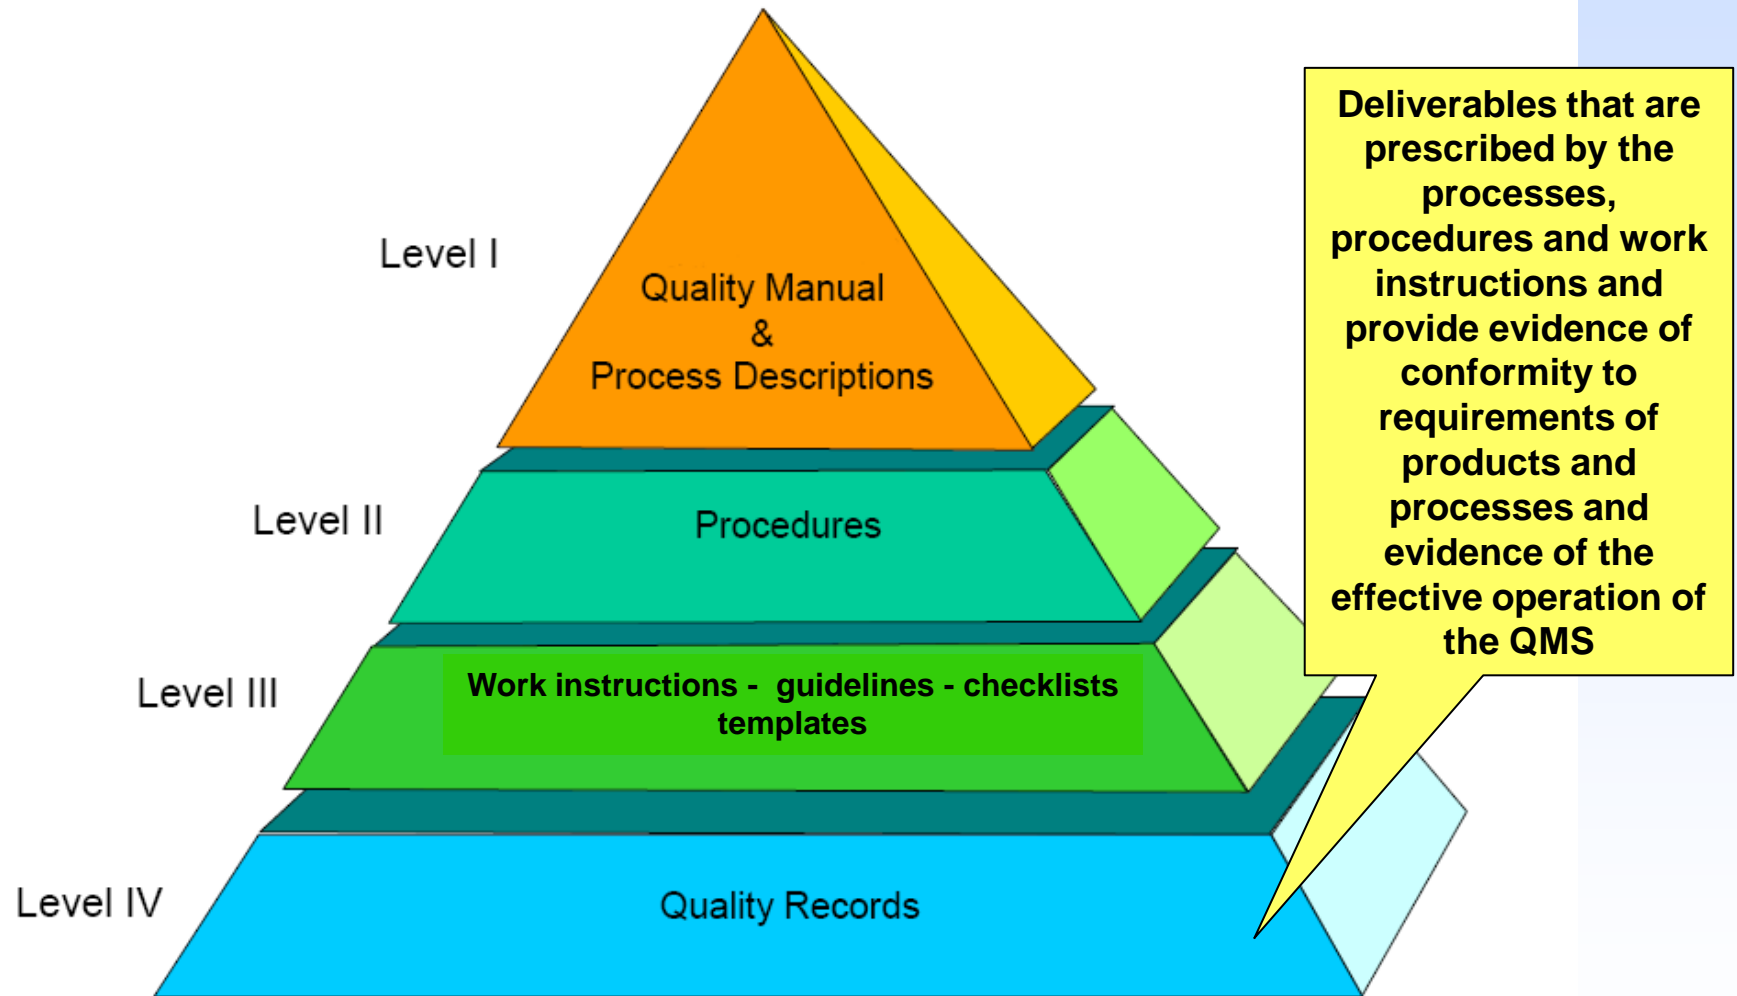 Level I
Quality Manual
&
Process Descriptions
Level II
Procedures
Level III
Work instructions -  guidelines - checklists
templates
Level IV
Quality Records
Deliverables that are
prescribed by the
processes,
procedures and work
instructions and
provide evidence of
conformity to
requirements of
products and
processes and
evidence of the
effective operation of
the QMS